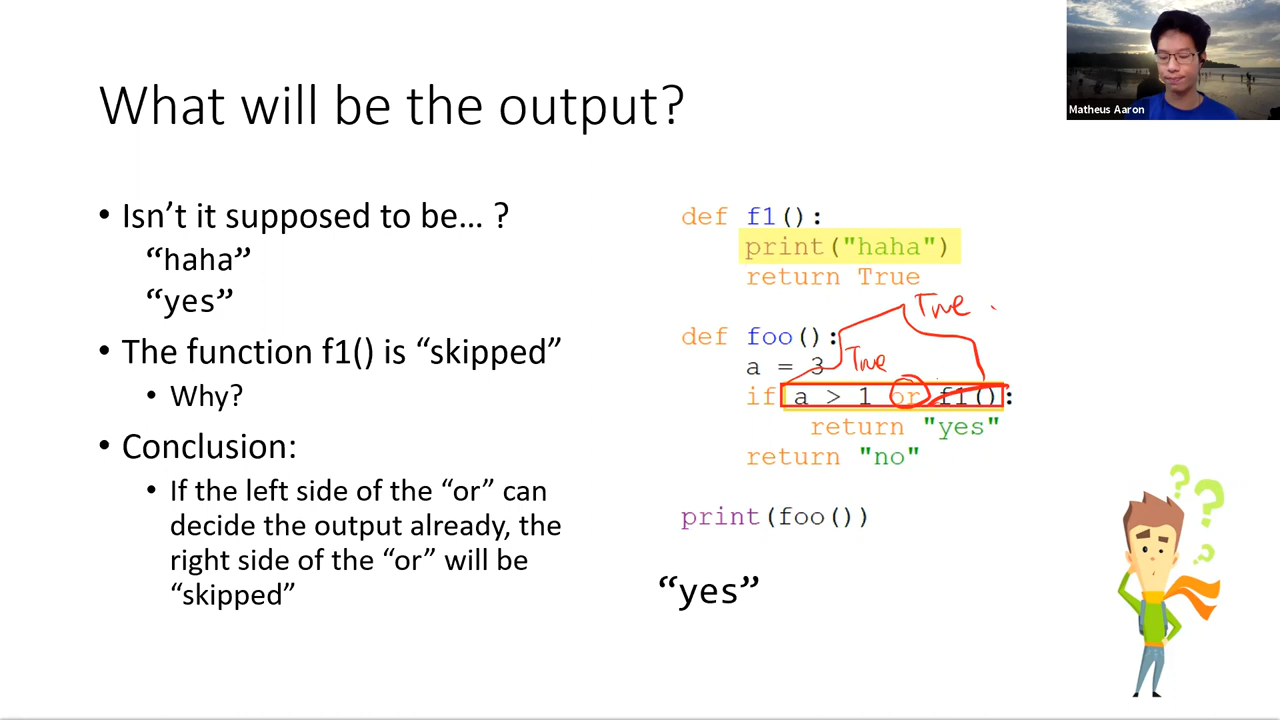 Matheus Aaron
What will be the output?
• Isn’t it supposed to be… ?
“haha”
“yes”
• The function f1() is “skipped”
• Why?
• Conclusion:
• If the left side of the “or” can
decide the output already, the
right side of the “or” will be
“skipped”
def f1():
print("haha")
return True
True
def foo():
a = 3
True
if a > 1 or f1():
return "yes"
return "no"
print(foo())
“yes”
? ? ?